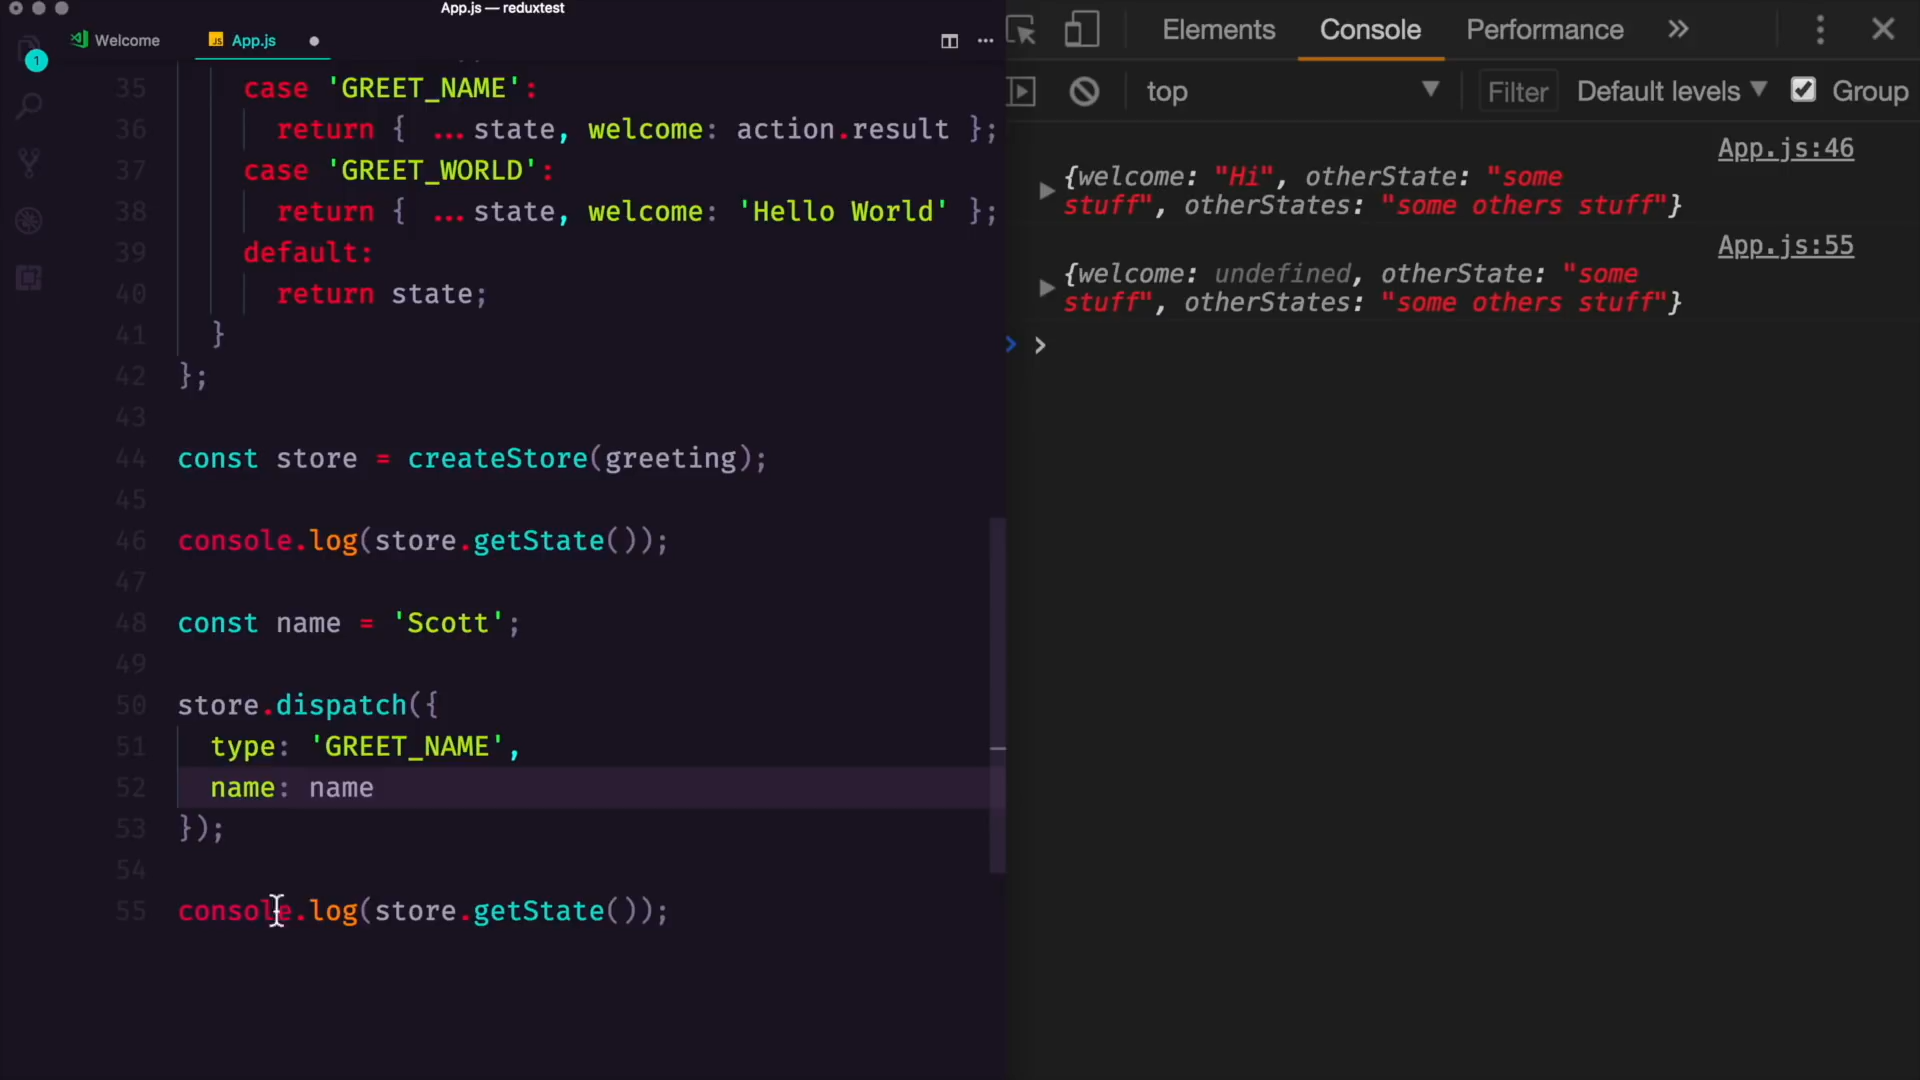 App.js — reduxtest
Welcome
App.js
1
35 case 'GREET_NAME':
36 return { ...state, welcome: action.result };
37 case 'GREET_WORLD':
38 return { ...state, welcome: 'Hello World' };
39 default:
40 return state;
41 }
42 };
43
44 const store = createStore(greeting);
45
46 console.log(store.getState());
47
48 const name = 'Scott';
49
50 store.dispatch({
51 type: 'GREET_NAME',
52 name: name
53 });
54
55 console.log(store.getState());
Elements Console Performance
top Filter Default levels Group
App.js:46
{welcome: "Hi", otherState: "some
stuff", otherStates: "some others stuff"}
App.js:55
{welcome: undefined, otherState: "some
stuff", otherStates: "some others stuff"}